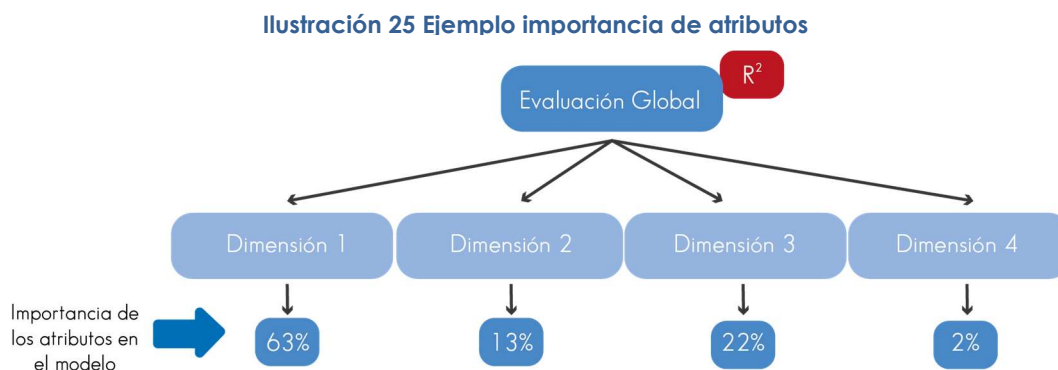 Ilustración 25 Ejemplo importancia de atributos
R²
Evaluación Global
Dimensión 1
Dimensión 2
Dimensión 3
Dimensión 4
Importancia de
los atributos en
el modelo
63%
13%
22%
2%